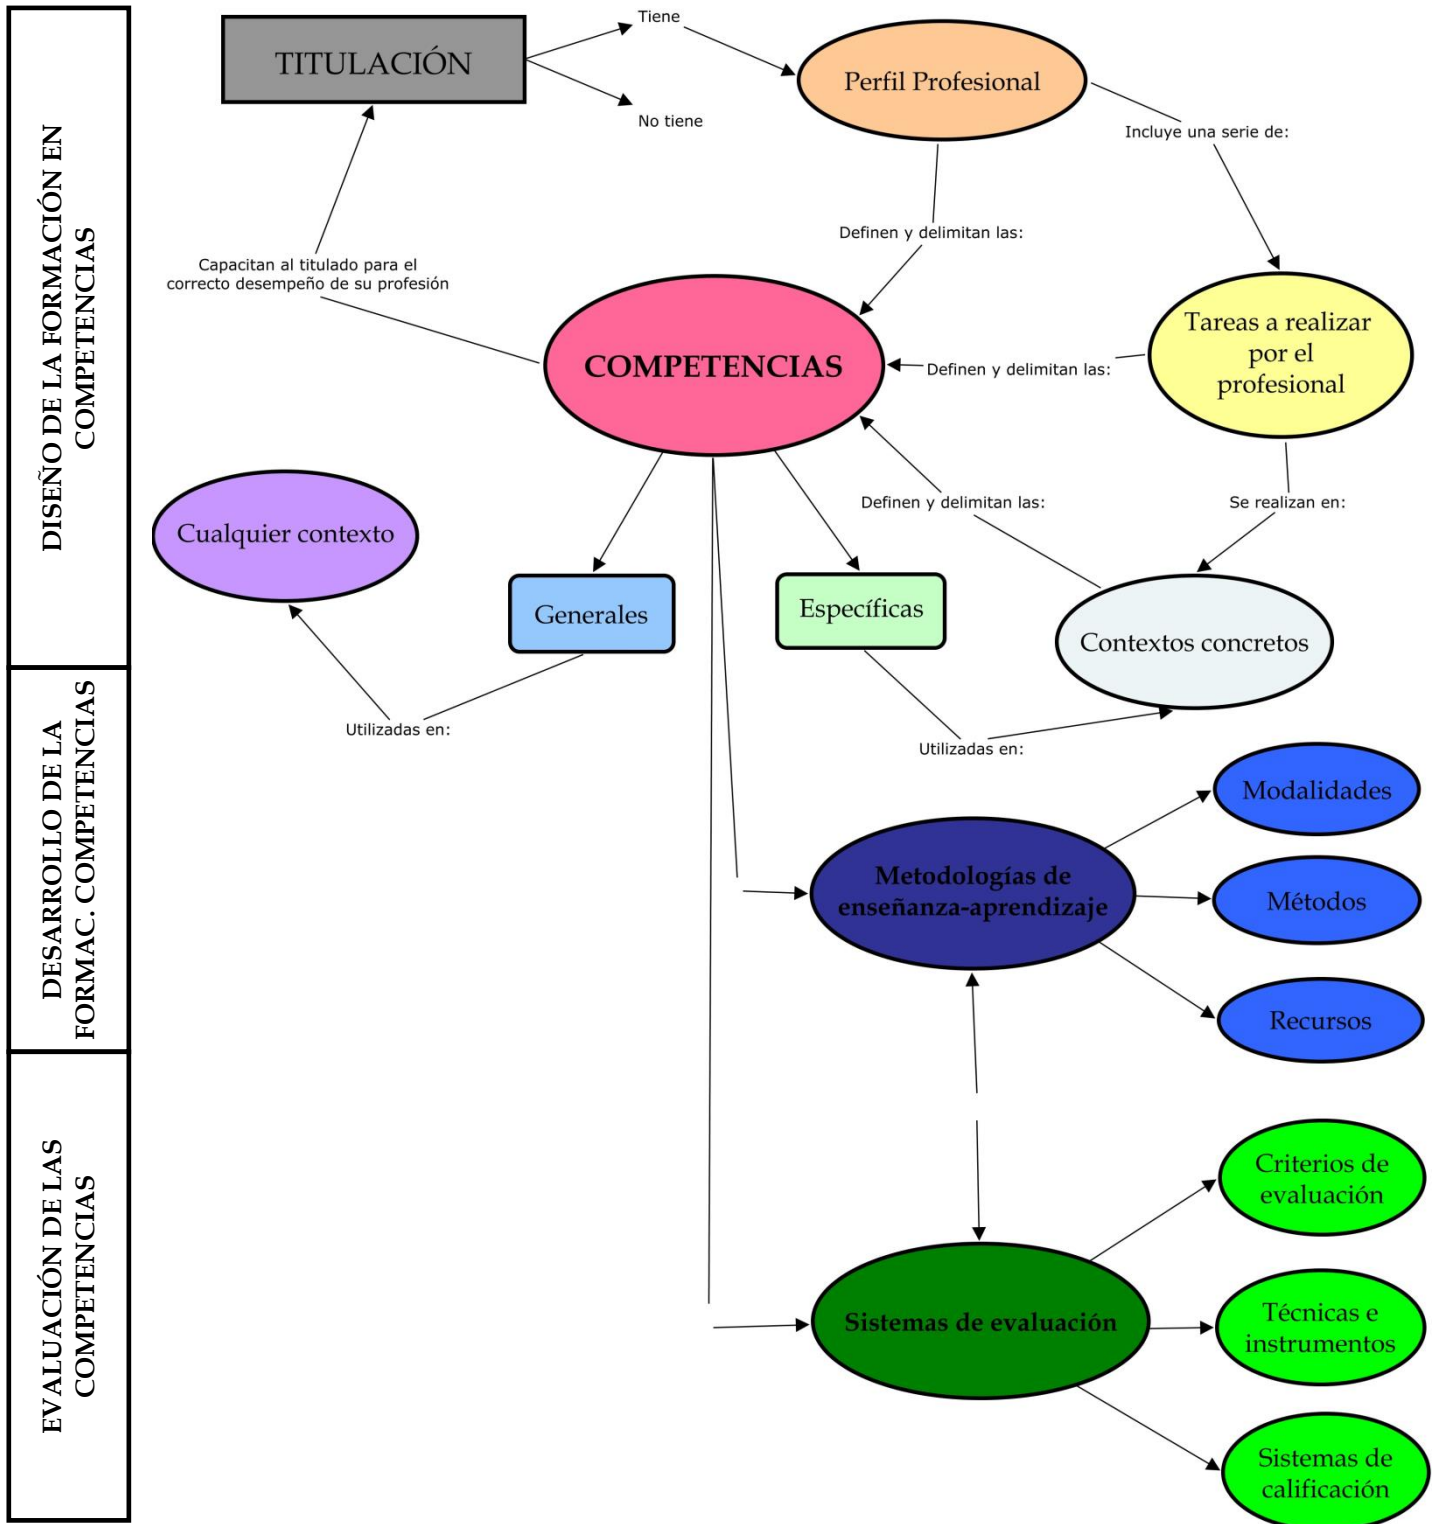 DISEÑO DE LA FORMACIÓN EN
COMPETENCIAS
DESARROLLO DE LA
FORMAC. COMPETENCIAS
EVALUACIÓN DE LAS
COMPETENCIAS
TITULACIÓN
Tiene
No tiene
Perfil Profesional
Incluye una serie de:
Definen y delimitan las:
Capacitan al titulado para el
correcto desempeño de su profesión
COMPETENCIAS
Definen y delimitan las:
Tareas a realizar
por el
profesional
Cualquier contexto
Definen y delimitan las:
Se realizan en:
Generales
Específicas
Contextos concretos
Utilizadas en:
Utilizadas en:
Modalidades
Metodologías de
enseñanza-aprendizaje
Métodos
Recursos
Criterios de
evaluación
Sistemas de evaluación
Técnicas e
instrumentos
Sistemas de
calificación